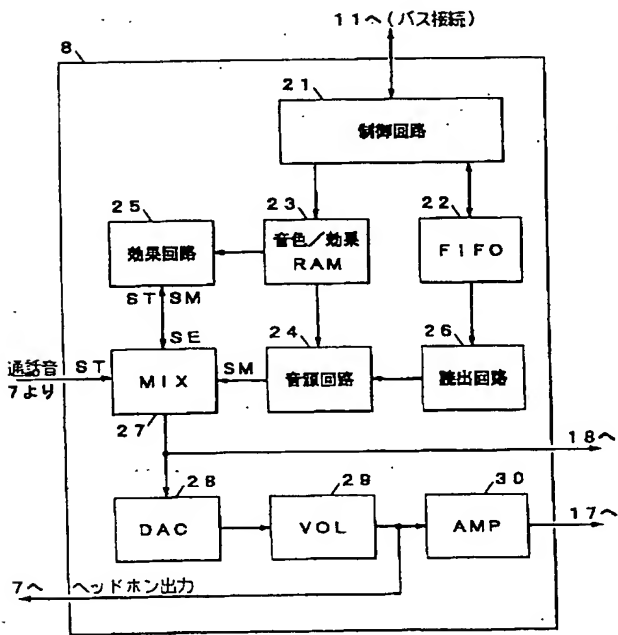 11へ(バス接続)
8
21
制御回路
25
23
22
効果回路
音色/効果
RAM
FIFO
ST SM
SE
24
26
通話音 ST
7より
MIX
SM
音源回路
読出回路
27
18へ
28
29
30
DAC
VOL
AMP
17へ
7へ ヘッドホン出力